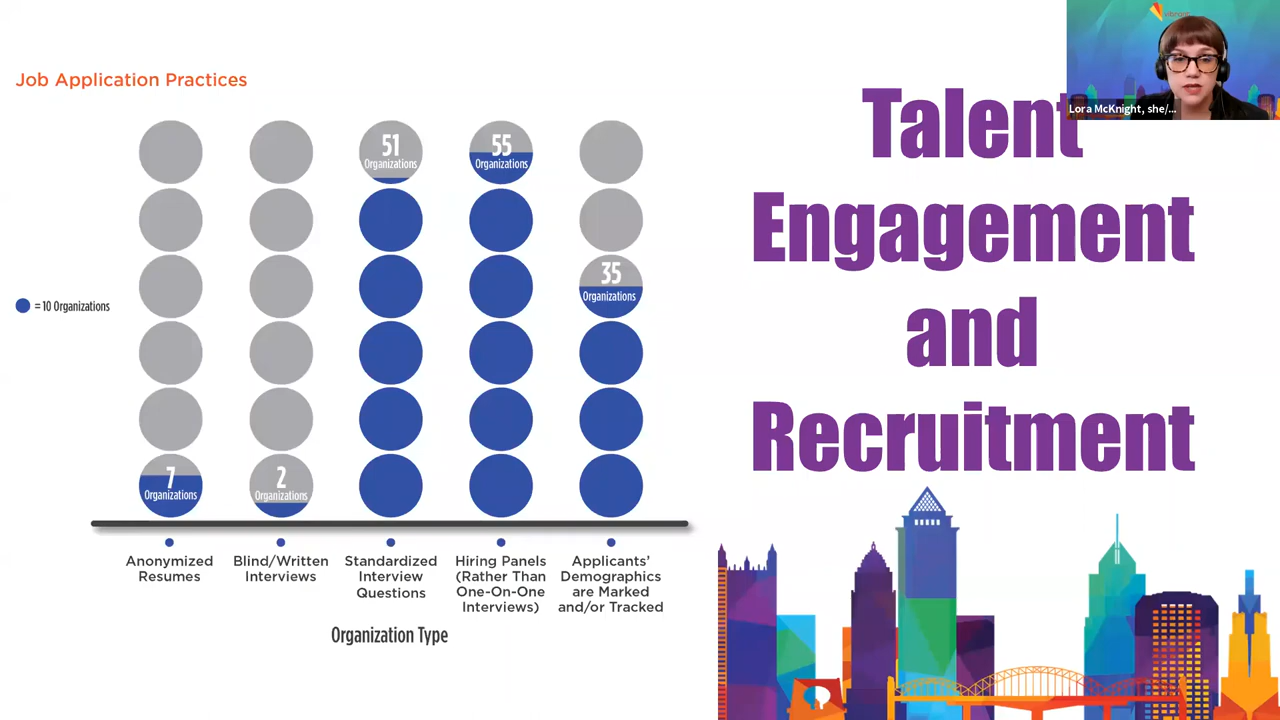 Job Application Practices
51
Organizations
55
Organizations
35
Organizations
= 10 Organizations
7
Organizations
2
Organizations
Anonymized
Resumes
Blind/Written
Interviews
Standardized
Interview
Questions
Hiring Panels
(Rather Than
One-On-One
Interviews)
Applicants’
Demographics
are Marked
and/or Tracked
Organization Type
Talent
Engagement
and
Recruitment
vibrant
Lora McKnight, she/...